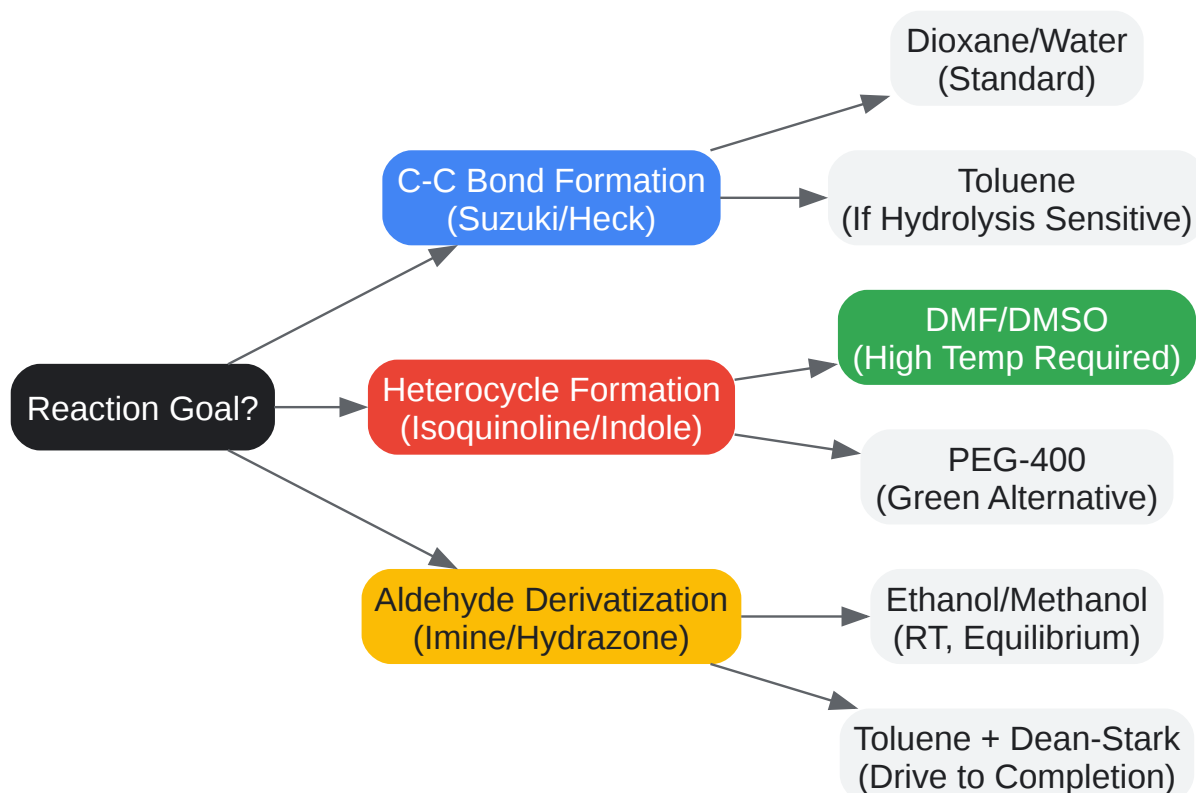 Reaction Goal?
C-C Bond Formation
(Suzuki/Heck)
Dioxane/Water
(Standard)
Toluene
(If Hydrolysis Sensitive)
Heterocycle Formation
(Isoquinoline/Indole)
DMF/DMSO
(High Temp Required)
PEG-400
(Green Alternative)
Aldehyde Derivatization
(Imine/Hydrazone)
Ethanol/Methanol
(RT, Equilibrium)
Toluene + Dean-Stark
(Drive to Completion)